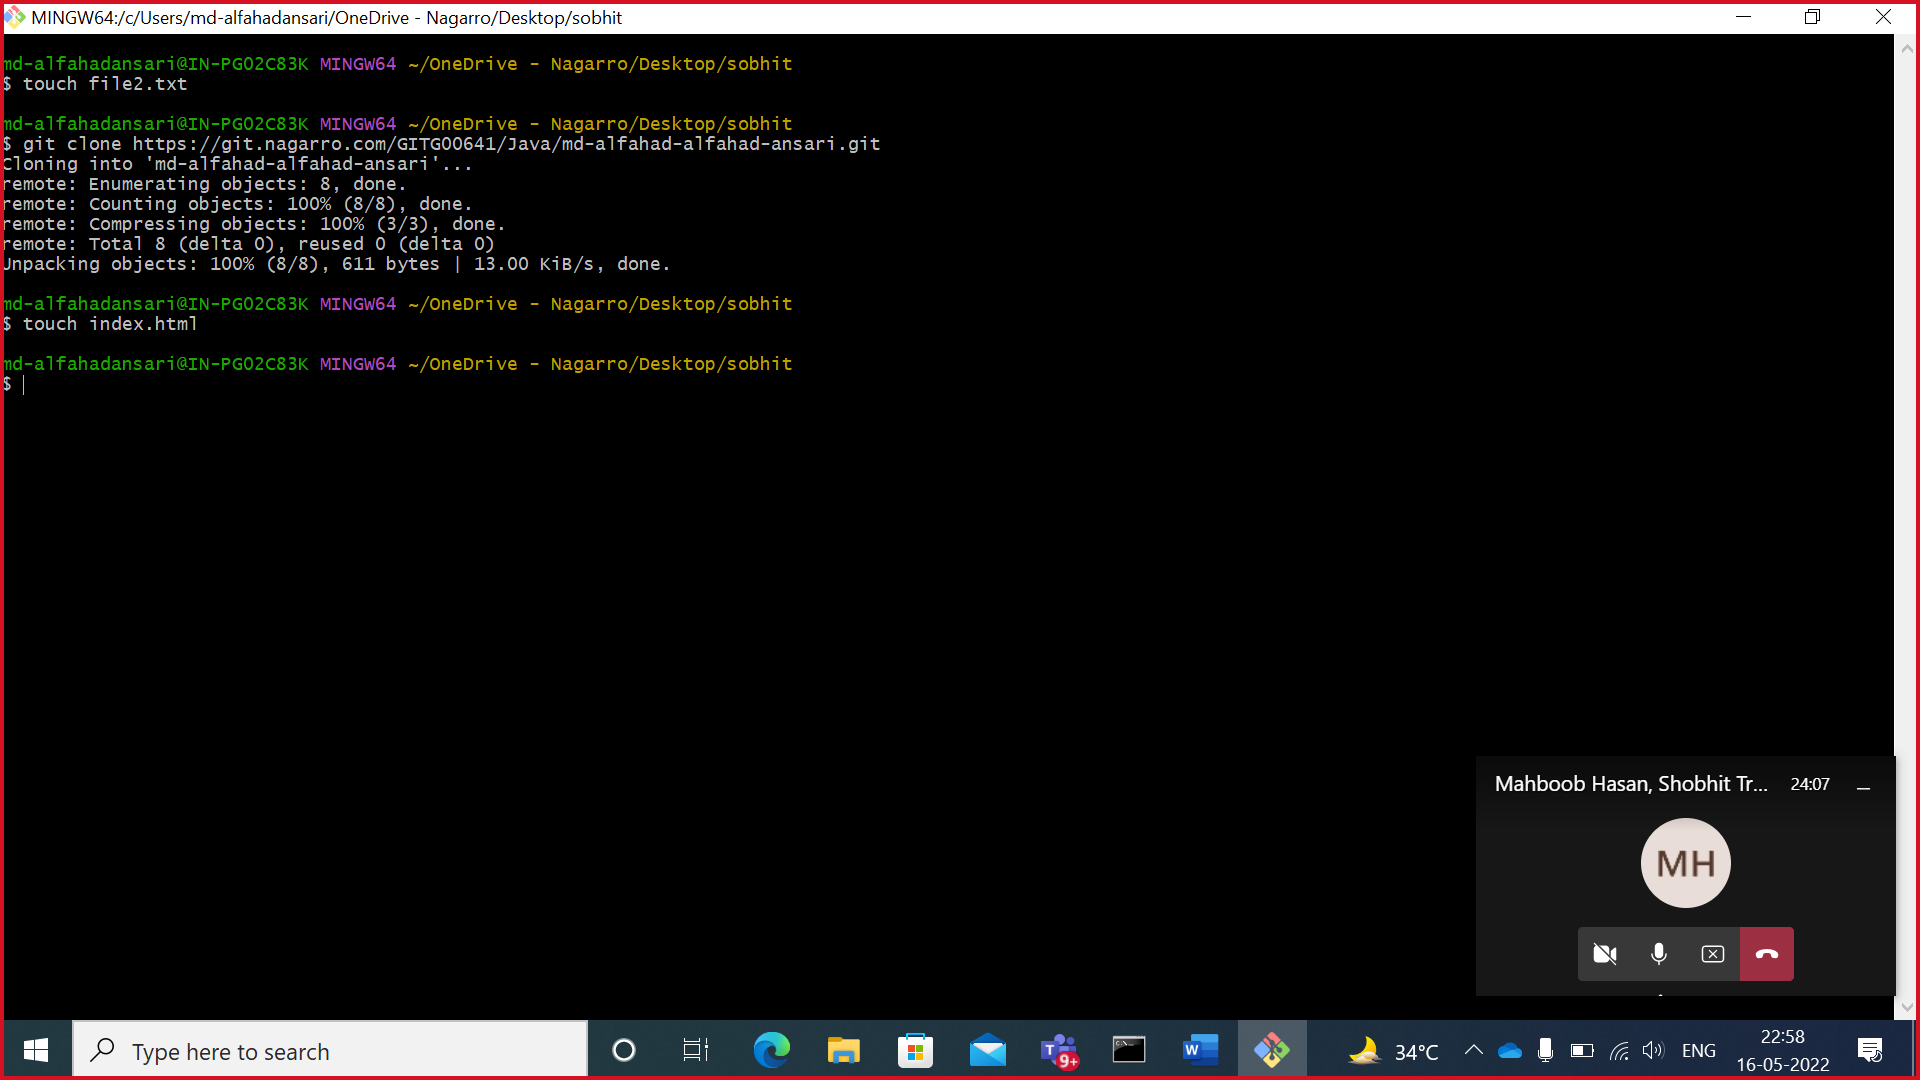 MINGW64:/c/Users/md-alfahadansari/OneDrive - Nagarro/Desktop/sobhit
md-alfahadansari@IN-PG02C83K MINGW64 ~/OneDrive - Nagarro/Desktop/sobhit
$ touch file2.txt
md-alfahadansari@IN-PG02C83K MINGW64 ~/OneDrive - Nagarro/Desktop/sobhit
$ git clone https://git.nagarro.com/GITG00641/Java/md-alfahad-alfahad-ansari.git
Cloning into 'md-alfahad-alfahad-ansari'...
remote: Enumerating objects: 8, done.
remote: Counting objects: 100% (8/8), done.
remote: Compressing objects: 100% (3/3), done.
remote: Total 8 (delta 0), reused 0 (delta 0)
Unpacking objects: 100% (8/8), 611 bytes | 13.00 KiB/s, done.
md-alfahadansari@IN-PG02C83K MINGW64 ~/OneDrive - Nagarro/Desktop/sobhit
$ touch index.html
md-alfahadansari@IN-PG02C83K MINGW64 ~/OneDrive - Nagarro/Desktop/sobhit
$
Mahboob Hasan, Shobhit Tr... 24:07
MH
Type here to search
T 9+
W
34°C
ENG
22:58
16-05-2022